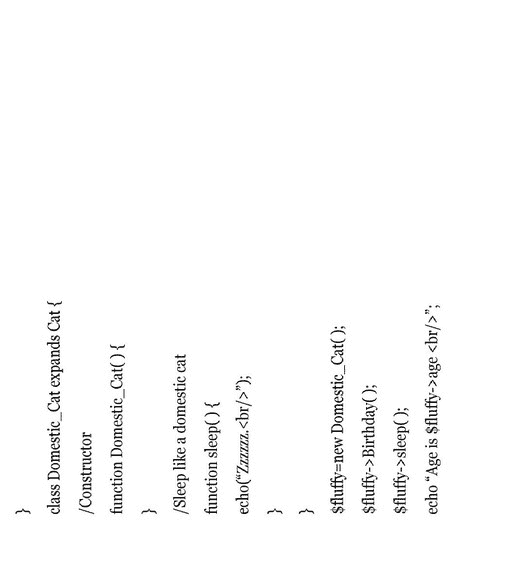 }
class Domestic_Cat expands Cat {
/Constructor
function Domestic_Cat( ) {
}
/Sleep like a domestic cat
function sleep( ) {
echo(“Zzzzzz.<br/>”);
}
}
$fluffy=new Domestic_Cat( );
$fluffy->Birthday( );
$fluffy->sleep( );
echo “Age is $fluffy->age <br/>”;